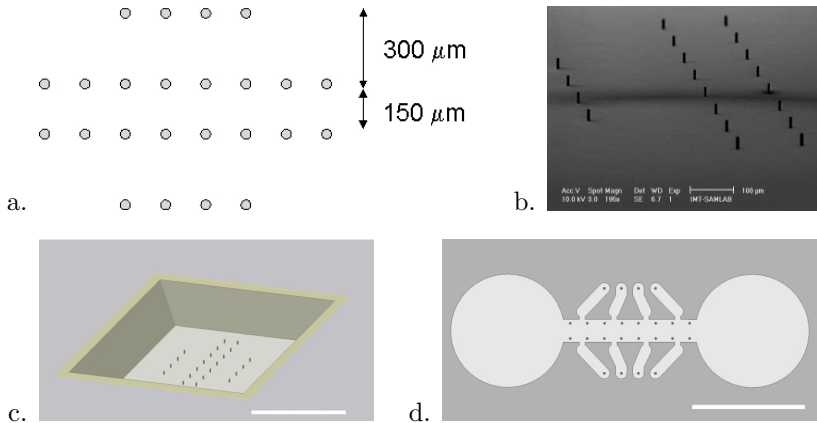 300 μm
150 μm
a.
b.
Acc.V Spot Magn Det WD Exp 100 μm
10.0 kV 3.0 196x SE 6.7 1 IMT-SAMLAB
c.
d.